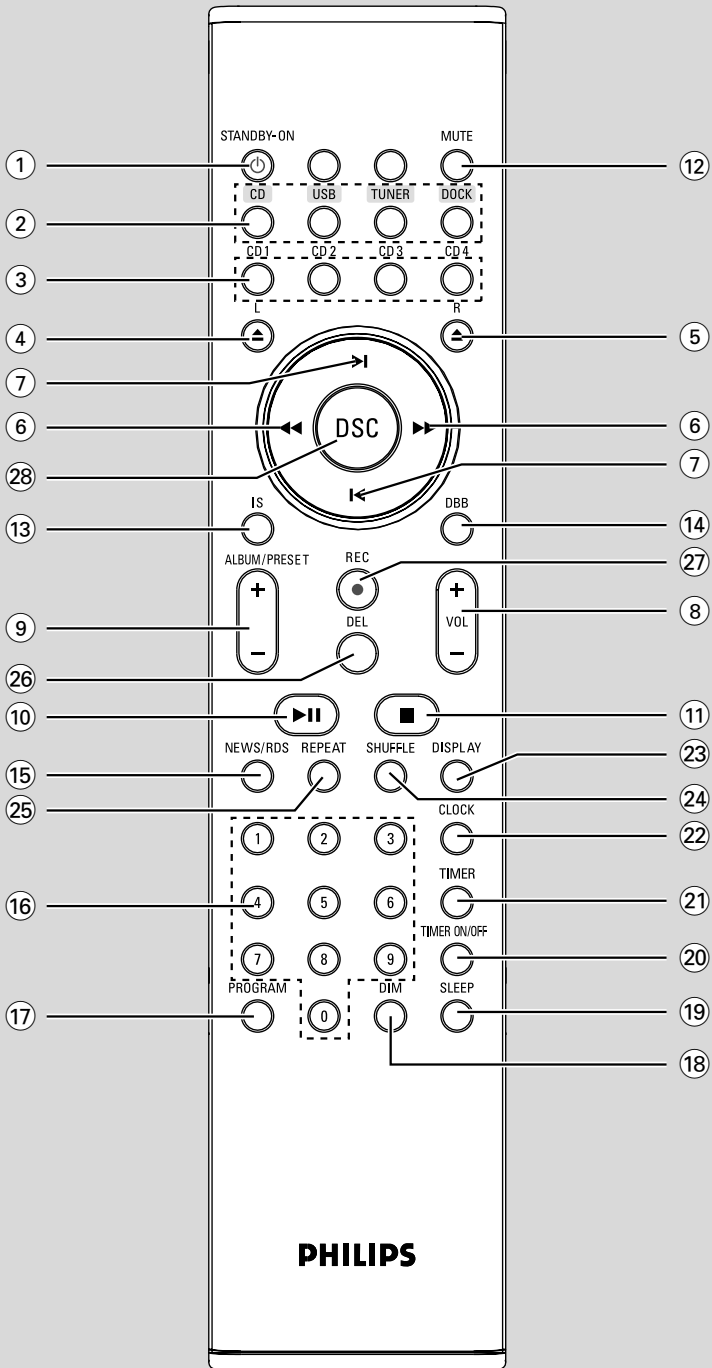 STANDBY-ON MUTE
1 12
CD USB TUNER DOCK
2
CD 1 CD 2 CD 3 CD 4
3
L R
4 5
7
6 DSC 6
28 7
IS DBB
13 14
ALBUM/PRESET REC
27
+ +
9 VOL 8
DEL
- -
26
10 11
NEWS/RDS REPEAT SHUFFLE DISPLAY
15 23
25 24
CLOCK
1 2 3 22
TIMER
16 4 5 6 21
TIMER ON/OFF
7 8 9 20
PROGRAM DIM SLEEP
17 0 19
18
PHILIPS